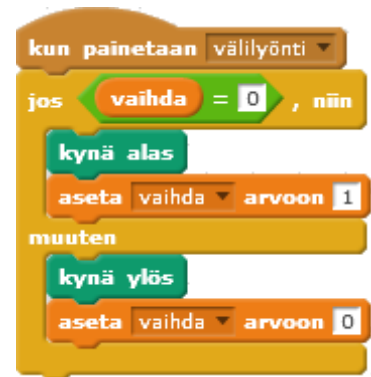 kun painetaan välilyönti
jos vaihda = 0 , niin
kynä alas
aseta vaihda arvoon 1
muuten
kynä ylös
aseta vaihda arvoon 0